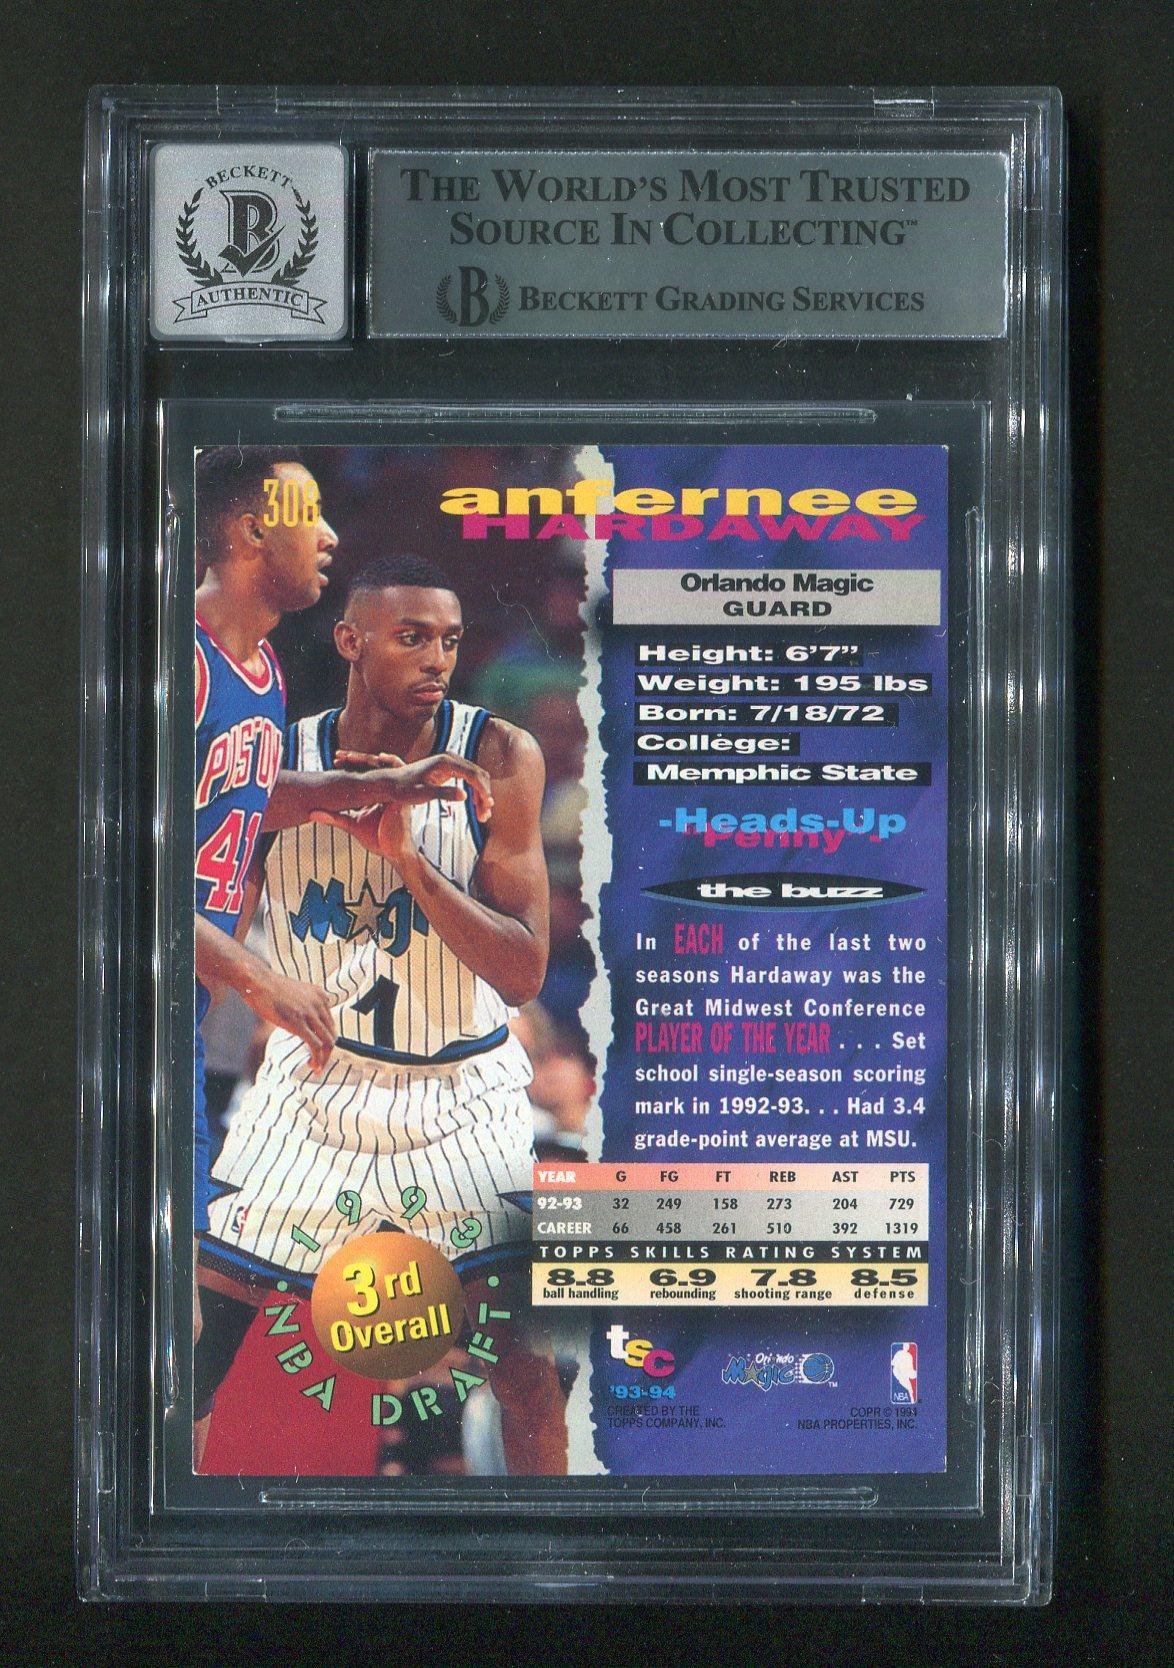 BECKETT
B
AUTHENTIC
THE WORLD'S MOST TRUSTED
SOURCE IN COLLECTING™
B BECKETT GRADING SERVICES
308
anfernee
HARDAWAY
Orlando Magic
GUARD
Height: 6'7"
Weight: 195 lbs
Born: 7/18/72
College:
Memphic State
-Heads-Up
"Penny"-
the buzz
In EACH of the last two
seasons Hardaway was the
Great Midwest Conference
PLAYER OF THE YEAR . . . Set
school single-season scoring
mark in 1992-93. . . Had 3.4
grade-point average at MSU.
YEAR G FG FT REB AST PTS
92-93 32 249 158 273 204 729
CAREER 66 458 261 510 392 1319
TOPPS SKILLS RATING SYSTEM
8.8 6.9 7.8 8.5
ball handling rebounding shooting range defense
PISTON
41
Magic
1
1993
3rd
Overall
NBA DRAFT
tsc
'93-94
CREATED BY THE
TOPPS COMPANY, INC.
Orlando
Magic ™
NBA
COPR © 1994
NBA PROPERTIES, INC.